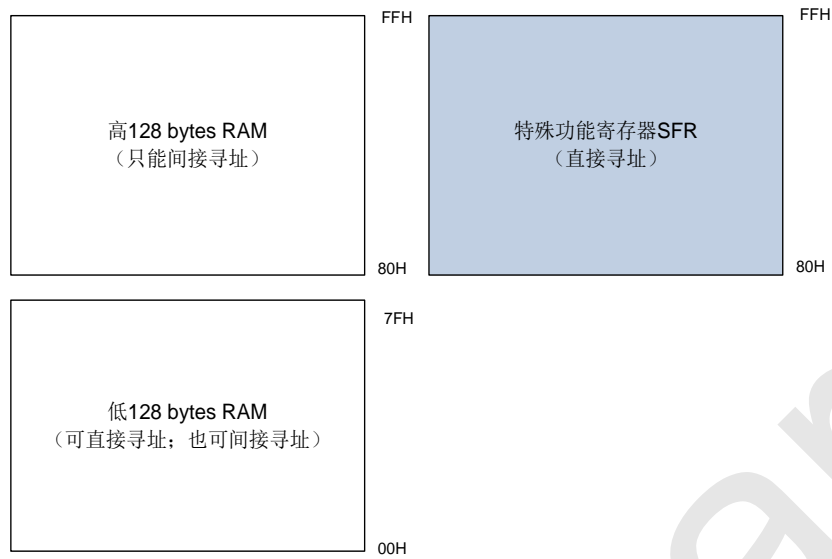 FFH
FFH
高128 bytes RAM
（只能间接寻址）
特殊功能寄存器SFR
（直接寻址）
80H
80H
7FH
低128 bytes RAM
（可直接寻址；也可间接寻址）
00H